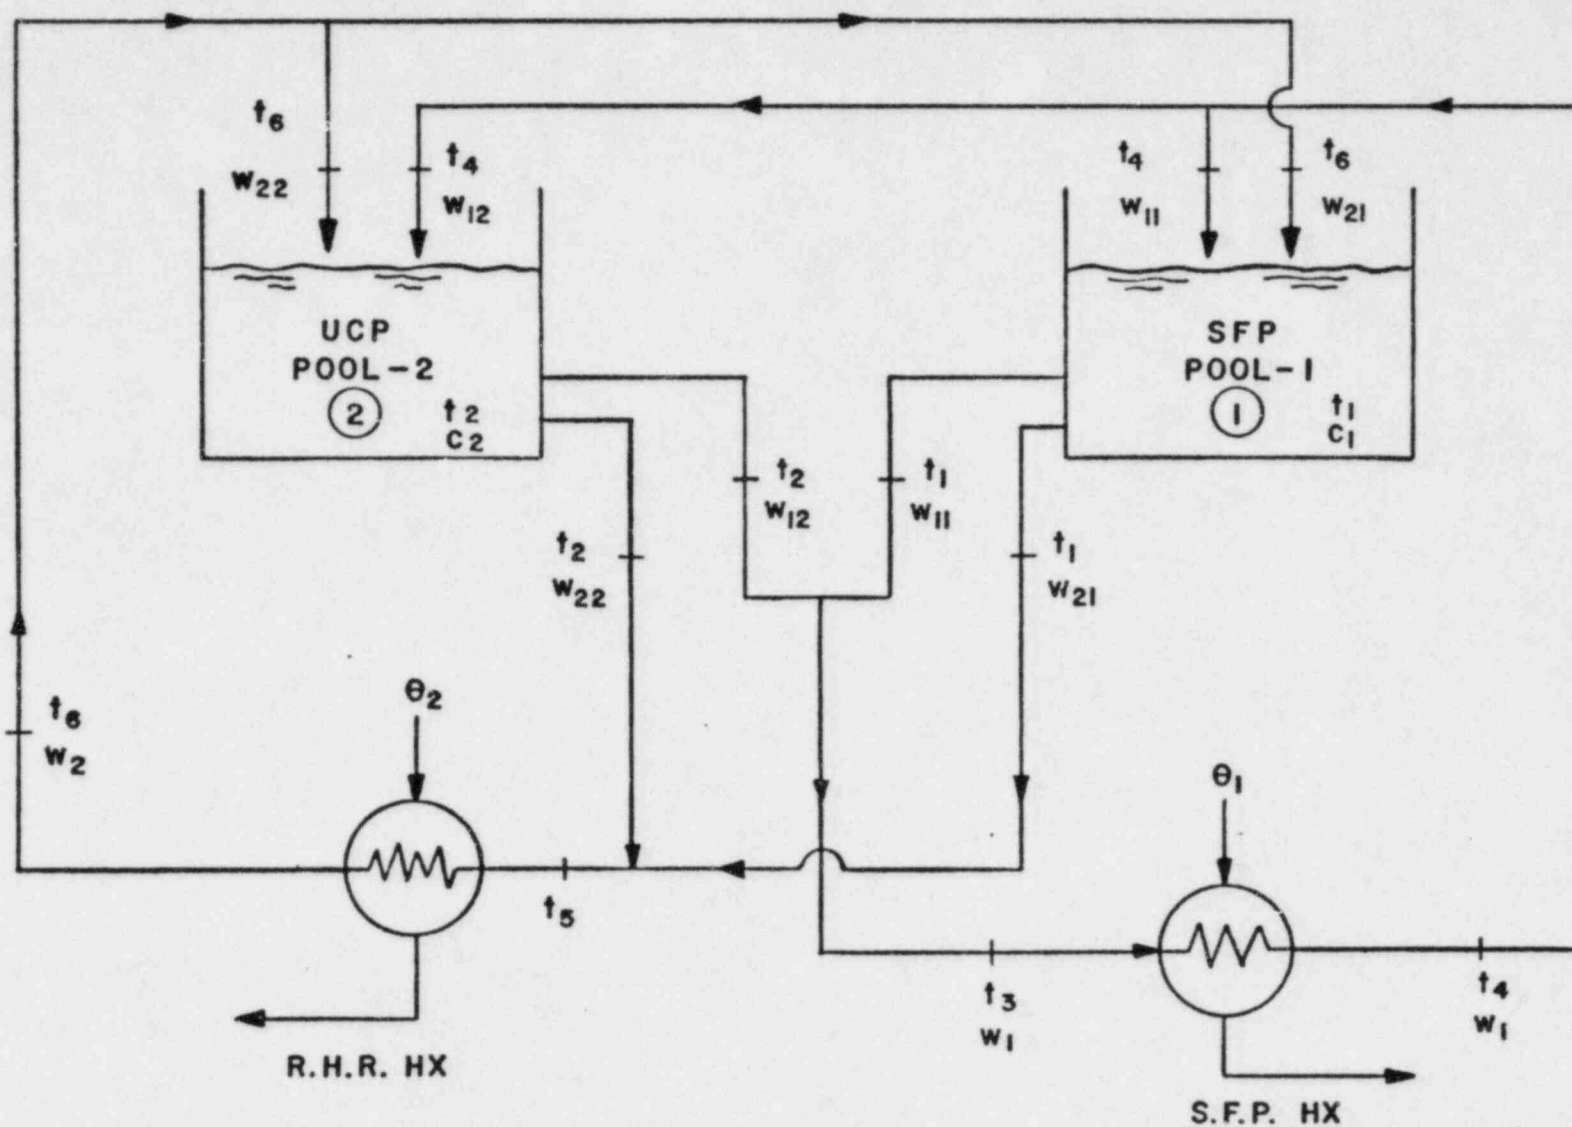 t6
W22
t4
W12
t4
W11
t6
W21
UCP
POOL-2
2
t2
C2
SFP
POOL-1
1
t1
C1
t2
W12
t1
W11
t2
W22
t1
W21
t6
W2
θ2
θ1
t5
t3
W1
t4
W1
R.H.R. HX
S.F.P. HX